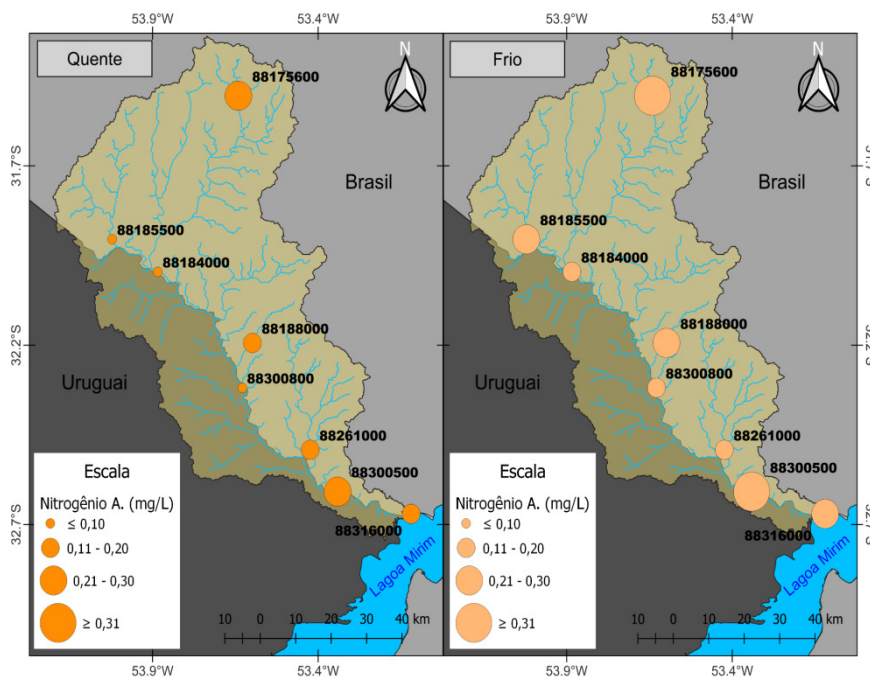 53.9°W
53.4°W
53.9°W
53.4°W
Quente
N
88175600
31.7°S
Brasil
88185500
88184000
88188000
32.2°S
Uruguai
88300800
88261000
Escala
88300500
Nitrogênio A. (mg/L)
≤ 0,10
0,11 - 0,20
0,21 - 0,30
≥ 0,31
32.7°S
88316000
Lagoa Mirim
10 0 10 20 30 40 km
53.9°W
53.4°W
Frio
N
88175600
Brasil
88185500
88184000
88188000
Uruguai
88300800
88261000
Escala
88300500
Nitrogênio A. (mg/L)
≤ 0,10
0,11 - 0,20
0,21 - 0,30
≥ 0,31
88316000
Lagoa Mirim
10 0 10 20 30 40 km
53.9°W
53.4°W